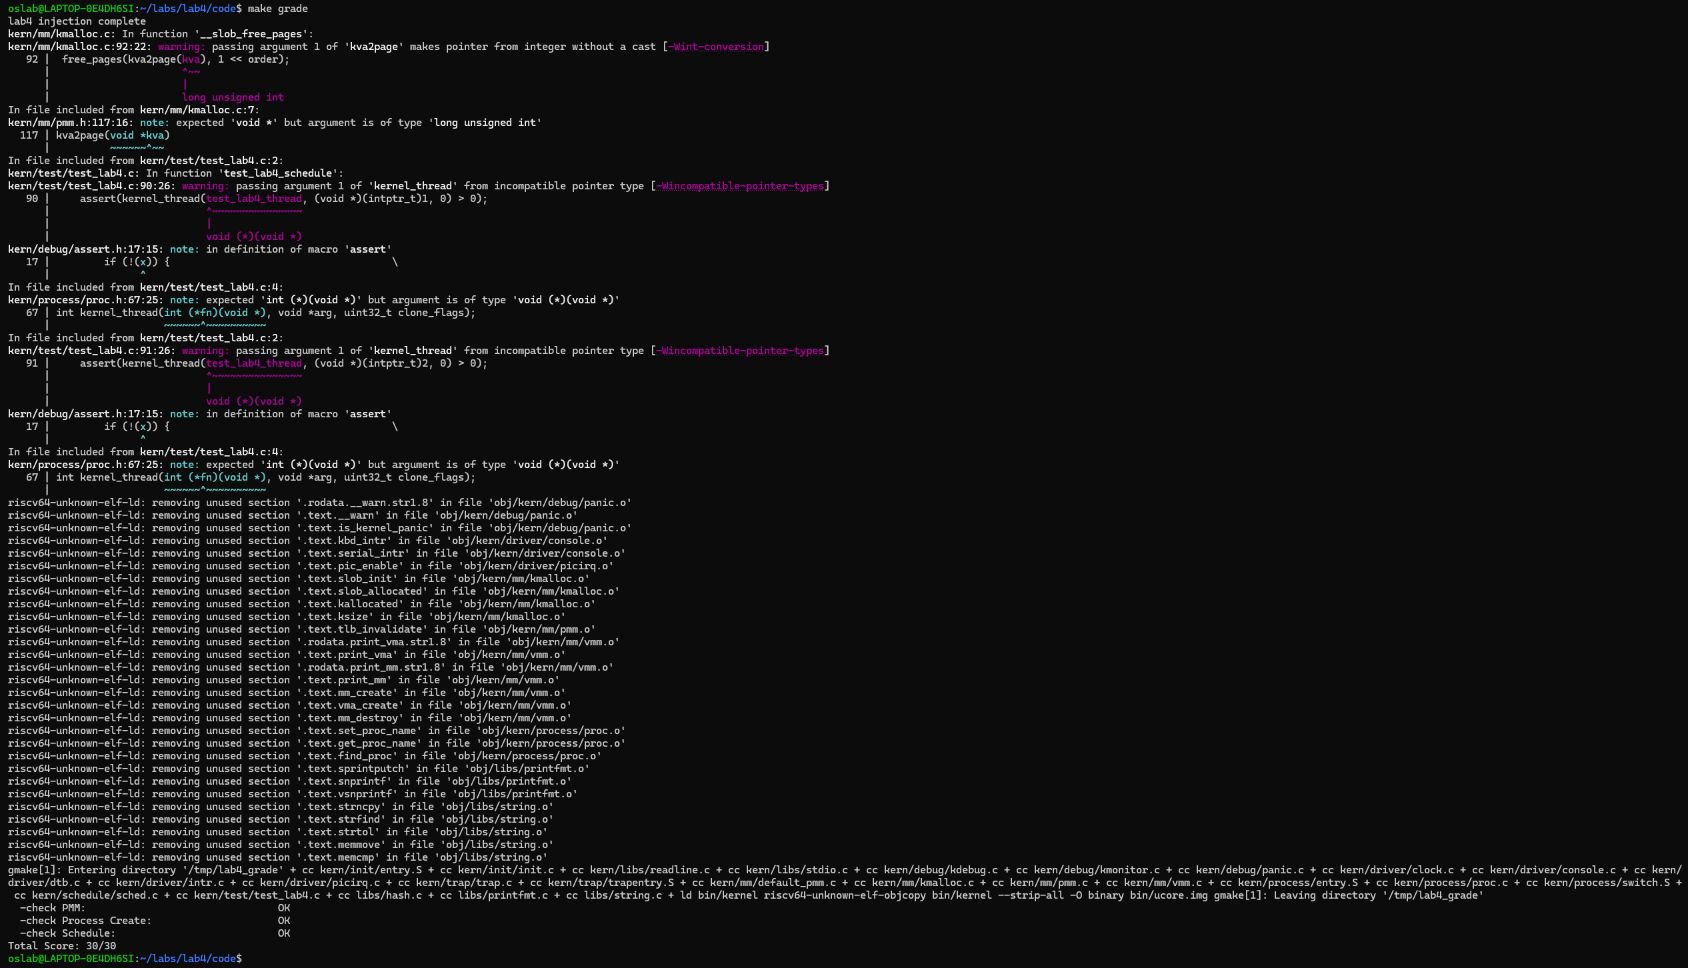 oslab@LAPTOP-0E4DH6SI:~/labs/lab4/code$ make grade
lab4 injection complete
kern/mm/kmalloc.c: In function '__slob_free_pages':
kern/mm/kmalloc.c:92:22: warning: passing argument 1 of 'kva2page' makes pointer from integer without a cast [-Wint-conversion]
   92 |  free_pages(kva2page(kva), 1 << order);
      |                      ^~~
      |                      |
      |                      long unsigned int
In file included from kern/mm/kmalloc.c:7:
kern/mm/pmm.h:117:16: note: expected 'void *' but argument is of type 'long unsigned int'
  117 | kva2page(void *kva)
      |          ~~~~~~^~~
In file included from kern/test/test_lab4.c:2:
kern/test/test_lab4.c: In function 'test_lab4_schedule':
kern/test/test_lab4.c:90:26: warning: passing argument 1 of 'kernel_thread' from incompatible pointer type [-Wincompatible-pointer-types]
   90 |     assert(kernel_thread(test_lab4_thread, (void *)(intptr_t)1, 0) > 0);
      |                          ^~~~~~~~~~~~~~~~
      |                          |
      |                          void (*)(void *)
kern/debug/assert.h:17:15: note: in definition of macro 'assert'
   17 |         if (!(x)) {                                     \
      |               ^
In file included from kern/test/test_lab4.c:4:
kern/process/proc.h:67:25: note: expected 'int (*)(void *)' but argument is of type 'void (*)(void *)'
   67 | int kernel_thread(int (*fn)(void *), void *arg, uint32_t clone_flags);
      |                   ~~~~~~^~~~~~~~~~~
In file included from kern/test/test_lab4.c:2:
kern/test/test_lab4.c:91:26: warning: passing argument 1 of 'kernel_thread' from incompatible pointer type [-Wincompatible-pointer-types]
   91 |     assert(kernel_thread(test_lab4_thread, (void *)(intptr_t)2, 0) > 0);
      |                          ^~~~~~~~~~~~~~~~
      |                          |
      |                          void (*)(void *)
kern/debug/assert.h:17:15: note: in definition of macro 'assert'
   17 |         if (!(x)) {                                     \
      |               ^
In file included from kern/test/test_lab4.c:4:
kern/process/proc.h:67:25: note: expected 'int (*)(void *)' but argument is of type 'void (*)(void *)'
   67 | int kernel_thread(int (*fn)(void *), void *arg, uint32_t clone_flags);
      |                   ~~~~~~^~~~~~~~~~~
riscv64-unknown-elf-ld: removing unused section '.rodata.__warn.str1.8' in file 'obj/kern/debug/panic.o'
riscv64-unknown-elf-ld: removing unused section '.text.__warn' in file 'obj/kern/debug/panic.o'
riscv64-unknown-elf-ld: removing unused section '.text.is_kernel_panic' in file 'obj/kern/debug/panic.o'
riscv64-unknown-elf-ld: removing unused section '.text.kbd_intr' in file 'obj/kern/driver/console.o'
riscv64-unknown-elf-ld: removing unused section '.text.serial_intr' in file 'obj/kern/driver/console.o'
riscv64-unknown-elf-ld: removing unused section '.text.pic_enable' in file 'obj/kern/driver/picirq.o'
riscv64-unknown-elf-ld: removing unused section '.text.slob_init' in file 'obj/kern/mm/kmalloc.o'
riscv64-unknown-elf-ld: removing unused section '.text.slob_allocated' in file 'obj/kern/mm/kmalloc.o'
riscv64-unknown-elf-ld: removing unused section '.text.kallocated' in file 'obj/kern/mm/kmalloc.o'
riscv64-unknown-elf-ld: removing unused section '.text.ksize' in file 'obj/kern/mm/kmalloc.o'
riscv64-unknown-elf-ld: removing unused section '.text.tlb_invalidate' in file 'obj/kern/mm/pmm.o'
riscv64-unknown-elf-ld: removing unused section '.rodata.print_vma.str1.8' in file 'obj/kern/mm/vmm.o'
riscv64-unknown-elf-ld: removing unused section '.text.print_vma' in file 'obj/kern/mm/vmm.o'
riscv64-unknown-elf-ld: removing unused section '.rodata.print_mm.str1.8' in file 'obj/kern/mm/vmm.o'
riscv64-unknown-elf-ld: removing unused section '.text.print_mm' in file 'obj/kern/mm/vmm.o'
riscv64-unknown-elf-ld: removing unused section '.text.mm_create' in file 'obj/kern/mm/vmm.o'
riscv64-unknown-elf-ld: removing unused section '.text.vma_create' in file 'obj/kern/mm/vmm.o'
riscv64-unknown-elf-ld: removing unused section '.text.mm_destroy' in file 'obj/kern/mm/vmm.o'
riscv64-unknown-elf-ld: removing unused section '.text.set_proc_name' in file 'obj/kern/process/proc.o'
riscv64-unknown-elf-ld: removing unused section '.text.get_proc_name' in file 'obj/kern/process/proc.o'
riscv64-unknown-elf-ld: removing unused section '.text.find_proc' in file 'obj/kern/process/proc.o'
riscv64-unknown-elf-ld: removing unused section '.text.sprintputch' in file 'obj/libs/printfmt.o'
riscv64-unknown-elf-ld: removing unused section '.text.snprintf' in file 'obj/libs/printfmt.o'
riscv64-unknown-elf-ld: removing unused section '.text.vsnprintf' in file 'obj/libs/printfmt.o'
riscv64-unknown-elf-ld: removing unused section '.text.strncpy' in file 'obj/libs/string.o'
riscv64-unknown-elf-ld: removing unused section '.text.strfind' in file 'obj/libs/string.o'
riscv64-unknown-elf-ld: removing unused section '.text.strtol' in file 'obj/libs/string.o'
riscv64-unknown-elf-ld: removing unused section '.text.memmove' in file 'obj/libs/string.o'
riscv64-unknown-elf-ld: removing unused section '.text.memcmp' in file 'obj/libs/string.o'
gmake[1]: Entering directory '/tmp/lab4_grade' + cc kern/init/entry.S + cc kern/init/init.c + cc kern/libs/readline.c + cc kern/libs/stdio.c + cc kern/debug/kdebug.c + cc kern/debug/kmonitor.c + cc kern/debug/panic.c + cc kern/driver/clock.c + cc kern/driver/console.c + cc kern/
driver/dtb.c + cc kern/driver/intr.c + cc kern/driver/picirq.c + cc kern/trap/trap.c + cc kern/trap/trapentry.S + cc kern/mm/default_pmm.c + cc kern/mm/kmalloc.c + cc kern/mm/pmm.c + cc kern/mm/vmm.c + cc kern/process/entry.S + cc kern/process/proc.c + cc kern/process/switch.S +
 cc kern/schedule/sched.c + cc kern/test/test_lab4.c + cc libs/hash.c + cc libs/printfmt.c + cc libs/string.c + ld bin/kernel riscv64-unknown-elf-objcopy bin/kernel --strip-all -O binary bin/ucore.img gmake[1]: Leaving directory '/tmp/lab4_grade'
  -check PMM:                                OK
  -check Process Create:                     OK
  -check Schedule:                           OK
Total Score: 30/30
oslab@LAPTOP-0E4DH6SI:~/labs/lab4/code$